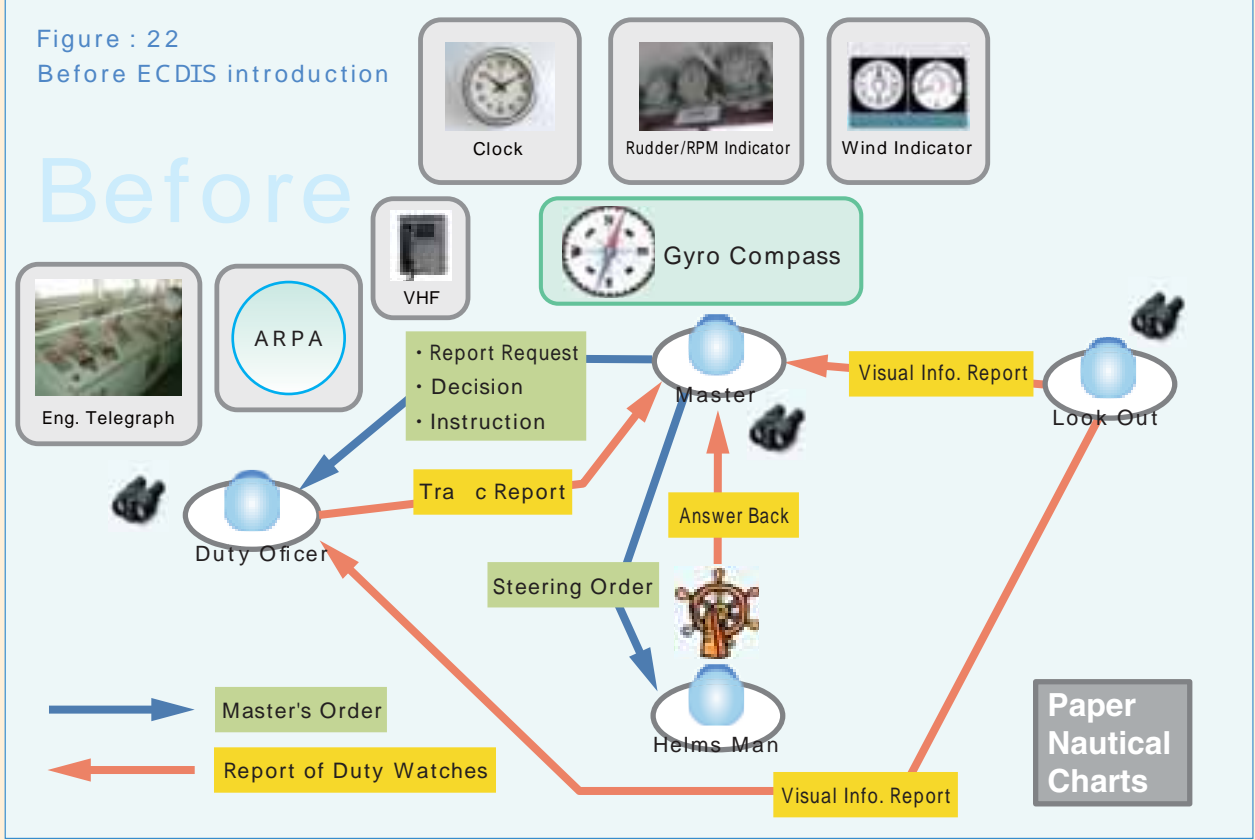 Figure : 22
Before ECDIS introduction
Before
Clock
Rudder/RPM Indicator
Wind Indicator
VHF
Gyro Compass
Eng. Telegraph
ARPA
・Report Request
・Decision
・Instruction
Master
Visual Info. Report
Look Out
Tra c Report
Answer Back
Duty Oficer
Steering Order
Helms Man
Master's Order
Report of Duty Watches
Visual Info. Report
Paper
Nautical
Charts